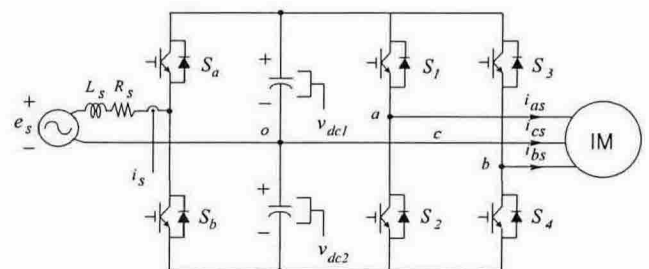 S_a
S_1
S_3
L_s R_s
+
+
e_s
−
−
v_dc1
a
i_as
o
c
i_cs
IM
i_s
b
i_bs
+
S_b
S_2
S_4
−
v_dc2